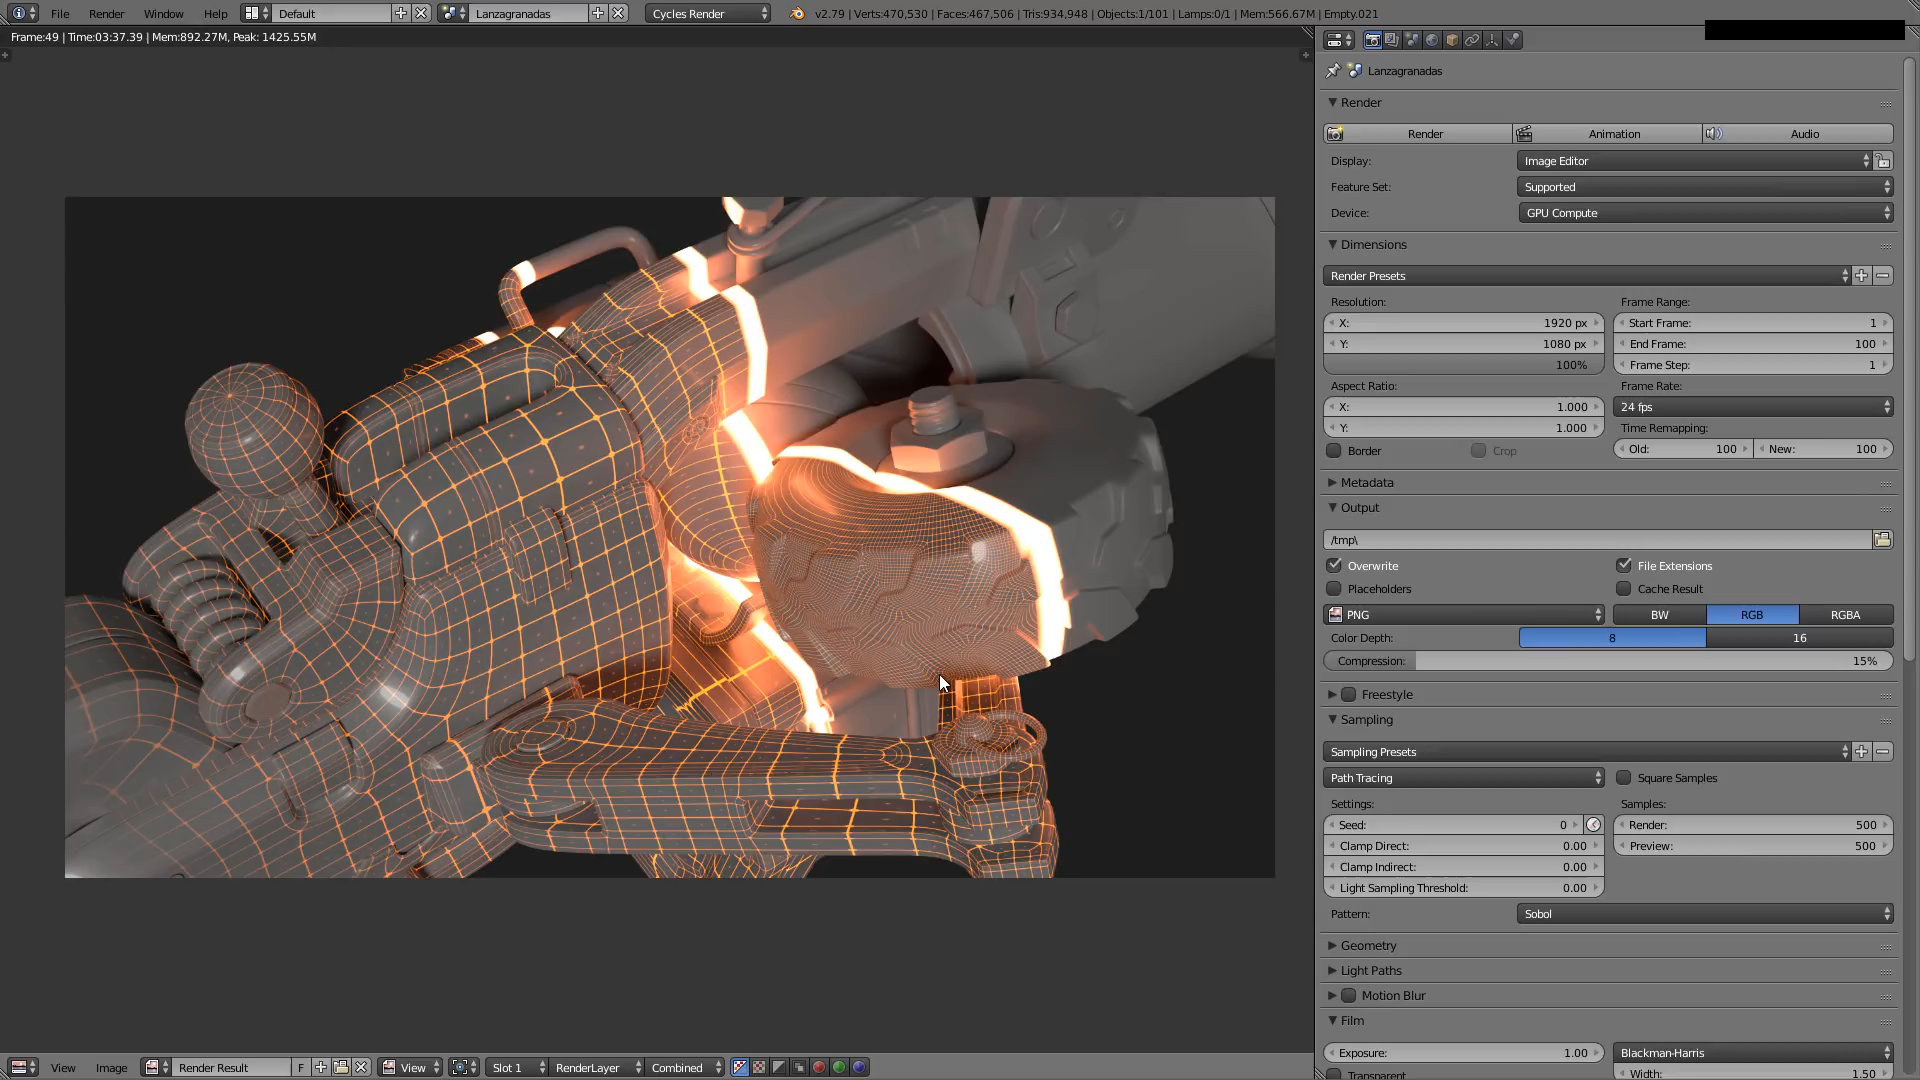 File Render Window Help Default Lanzagranadas Cycles Render v2.79 | Verts:470,530 | Faces:467,506 | Tris:934,948 | Objects:1/101 | Lamps:0/1 | Mem:566.67M | Empty.021
Frame:49 | Time:03:37.39 | Mem:892.27M, Peak: 1425.55M
Lanzagranadas
Render
Render Animation Audio
Display: Image Editor
Feature Set: Supported
Device: GPU Compute
Dimensions
Render Presets
Resolution: Frame Range:
X: 1920 px Start Frame: 1
Y: 1080 px End Frame: 100
100% Frame Step: 1
Aspect Ratio: Frame Rate:
X: 1.000 24 fps
Y: 1.000 Time Remapping:
Border Crop Old: 100 New: 100
Metadata
Output
/tmp\
Overwrite File Extensions
Placeholders Cache Result
PNG BW RGB RGBA
Color Depth: 8 16
Compression: 15%
Freestyle
Sampling
Sampling Presets
Path Tracing Square Samples
Settings: Samples:
Seed: 0 Render: 500
Clamp Direct: 0.00 Preview: 500
Clamp Indirect: 0.00
Light Sampling Threshold: 0.00
Pattern: Sobol
Geometry
Light Paths
Motion Blur
Film
Exposure: 1.00 Blackman-Harris
Transparent Width: 1.50
View Image Render Result F View Slot 1 RenderLayer Combined